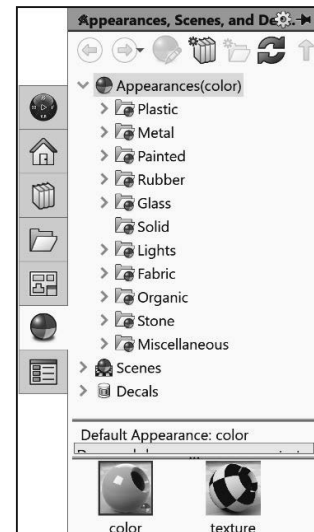 Appearances, Scenes, and De
Appearances(color)
Plastic
Metal
Painted
Rubber
Glass
Solid
Lights
Fabric
Organic
Stone
Miscellaneous
Scenes
Decals
Default Appearance: color
color texture